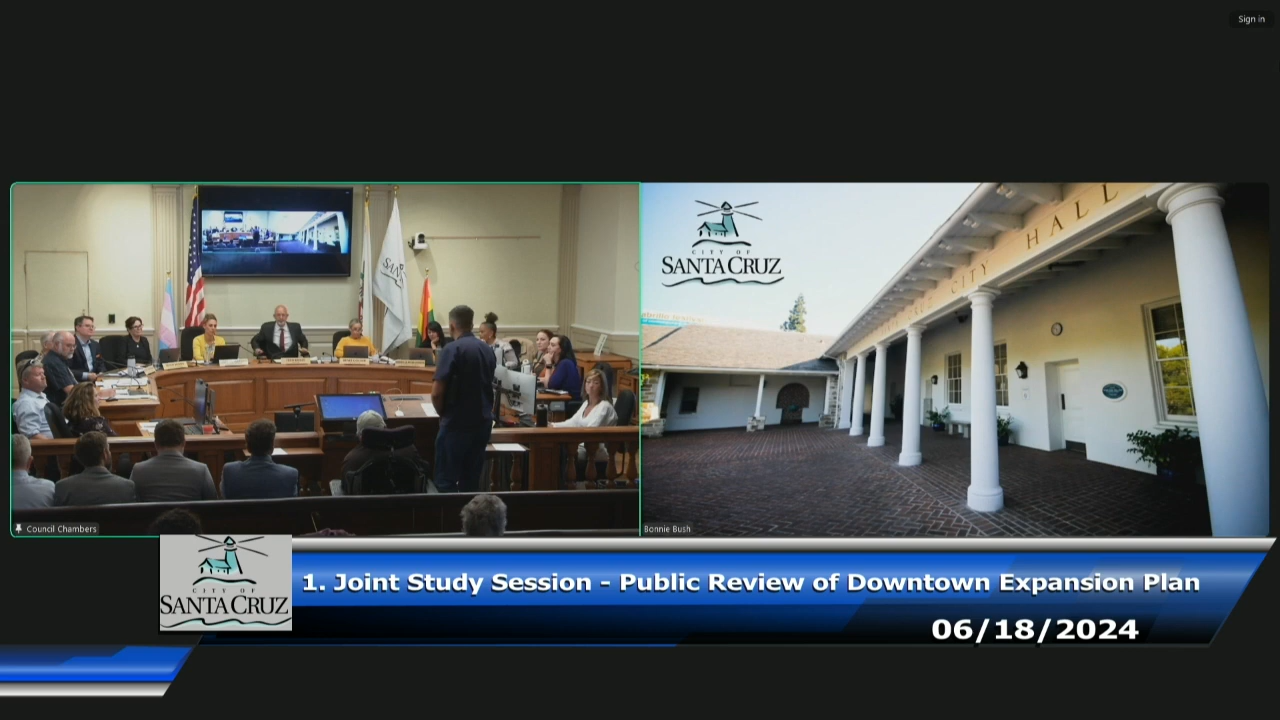 Sign in
CITY OF
SANTA CRUZ
CITY HALL
Council Chambers
Bonnie Bush
CITY OF
SANTA CRUZ
1. Joint Study Session - Public Review of Downtown Expansion Plan
06/18/2024